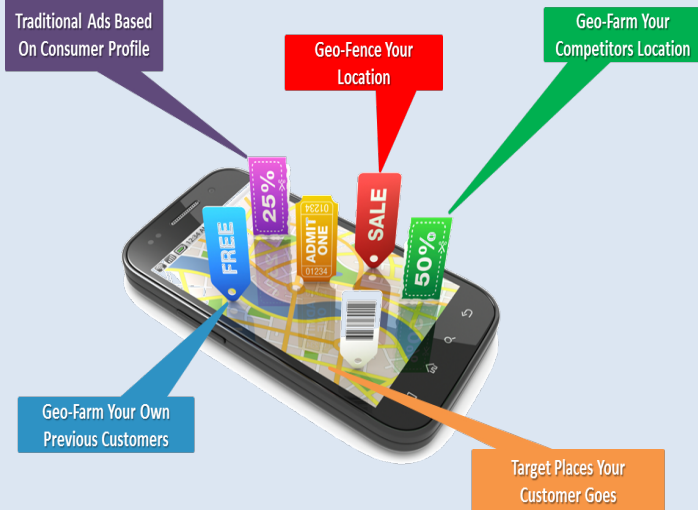 Traditional Ads Based
On Consumer Profile
Geo-Fence Your
Location
Geo-Farm Your
Competitors Location
25%
FREE
01234
ADMIT
ONE
01234
SALE
50%
Geo-Farm Your Own
Previous Customers
Target Places Your
Customer Goes